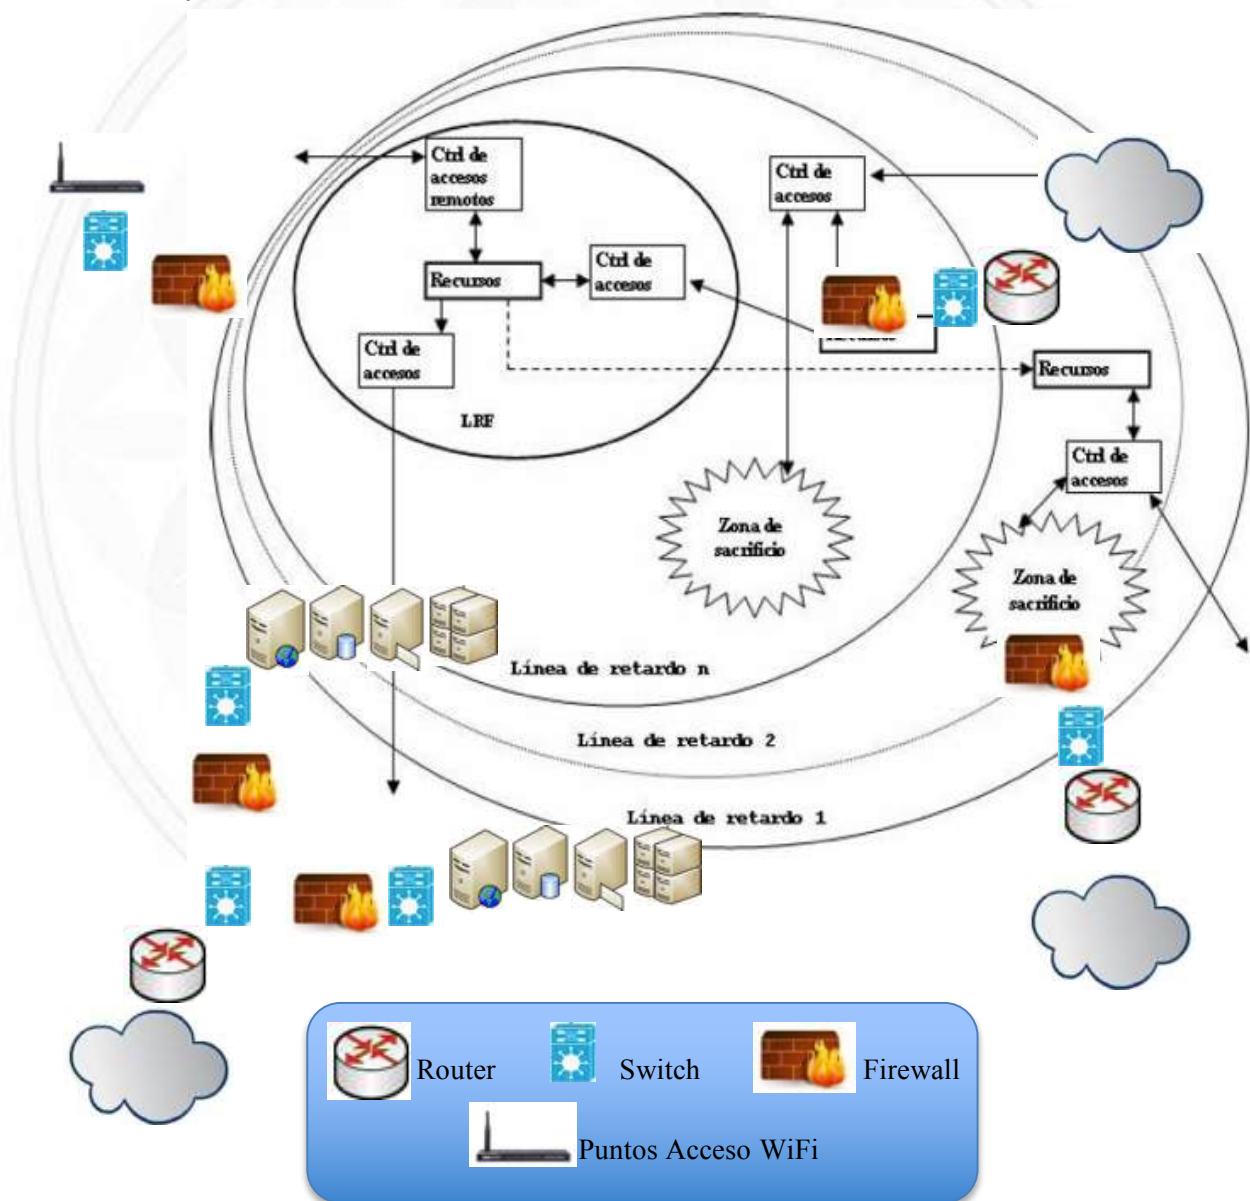 Ctrl de
accesos
remotos
Ctrl de
accesos
Recursos
Ctrl de
accesos
Ctrl de
accesos
Recursos
LRF
Ctrl de
accesos
Zona de
sacrificio
Zona de
sacrificio
Línea de retardo n
Línea de retardo 2
Línea de retardo 1
Router
Switch
Firewall
Puntos Acceso WiFi